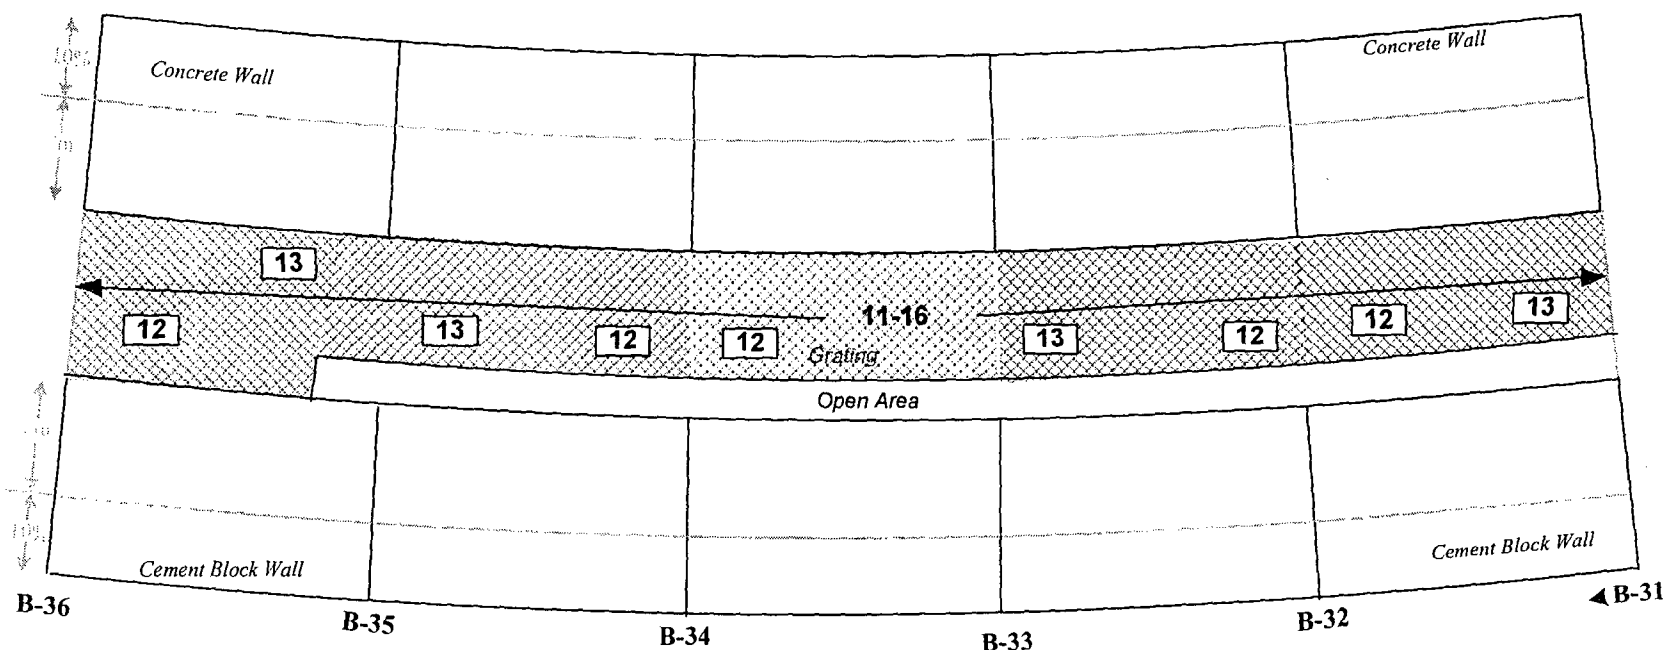 Concrete Wall
Concrete Wall
13
12
13
12
12
11-16
13
12
12
13
Grating
Open Area
Cement Block Wall
Cement Block Wall
B-36
B-35
B-34
B-33
B-32
B-31